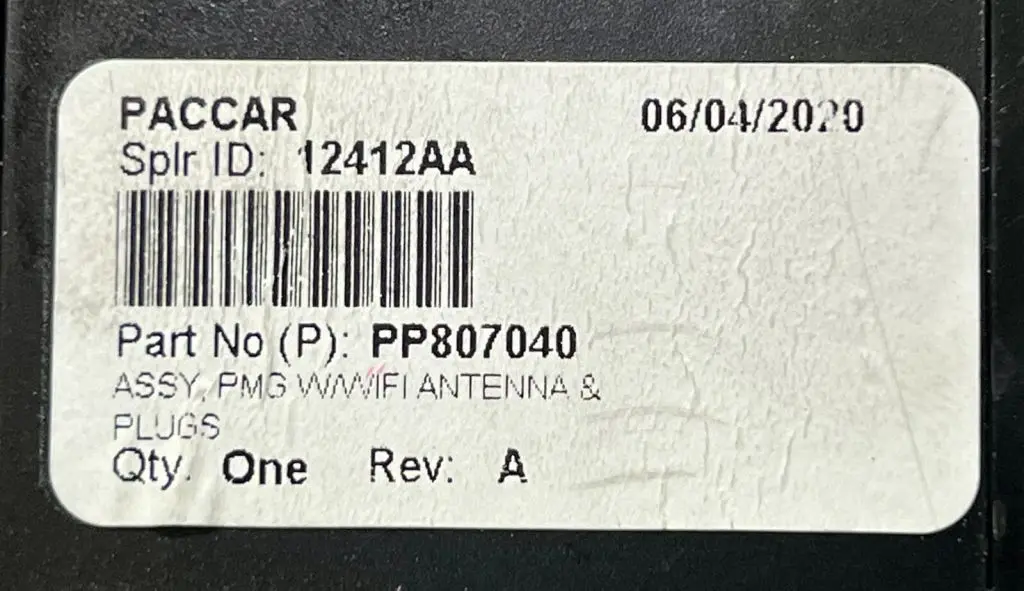 PACCAR 06/04/2020
Splr ID: 12412AA
Part No (P): PP807040
ASSY, PMG W/WIFI ANTENNA &
PLUGS
Qty. One Rev: A